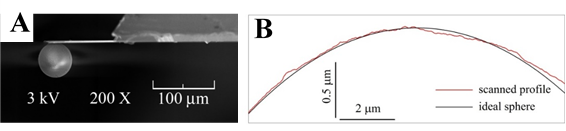 A
3 kV 200 X 100 μm
B
0.5 μm
2 μm
scanned profile
ideal sphere